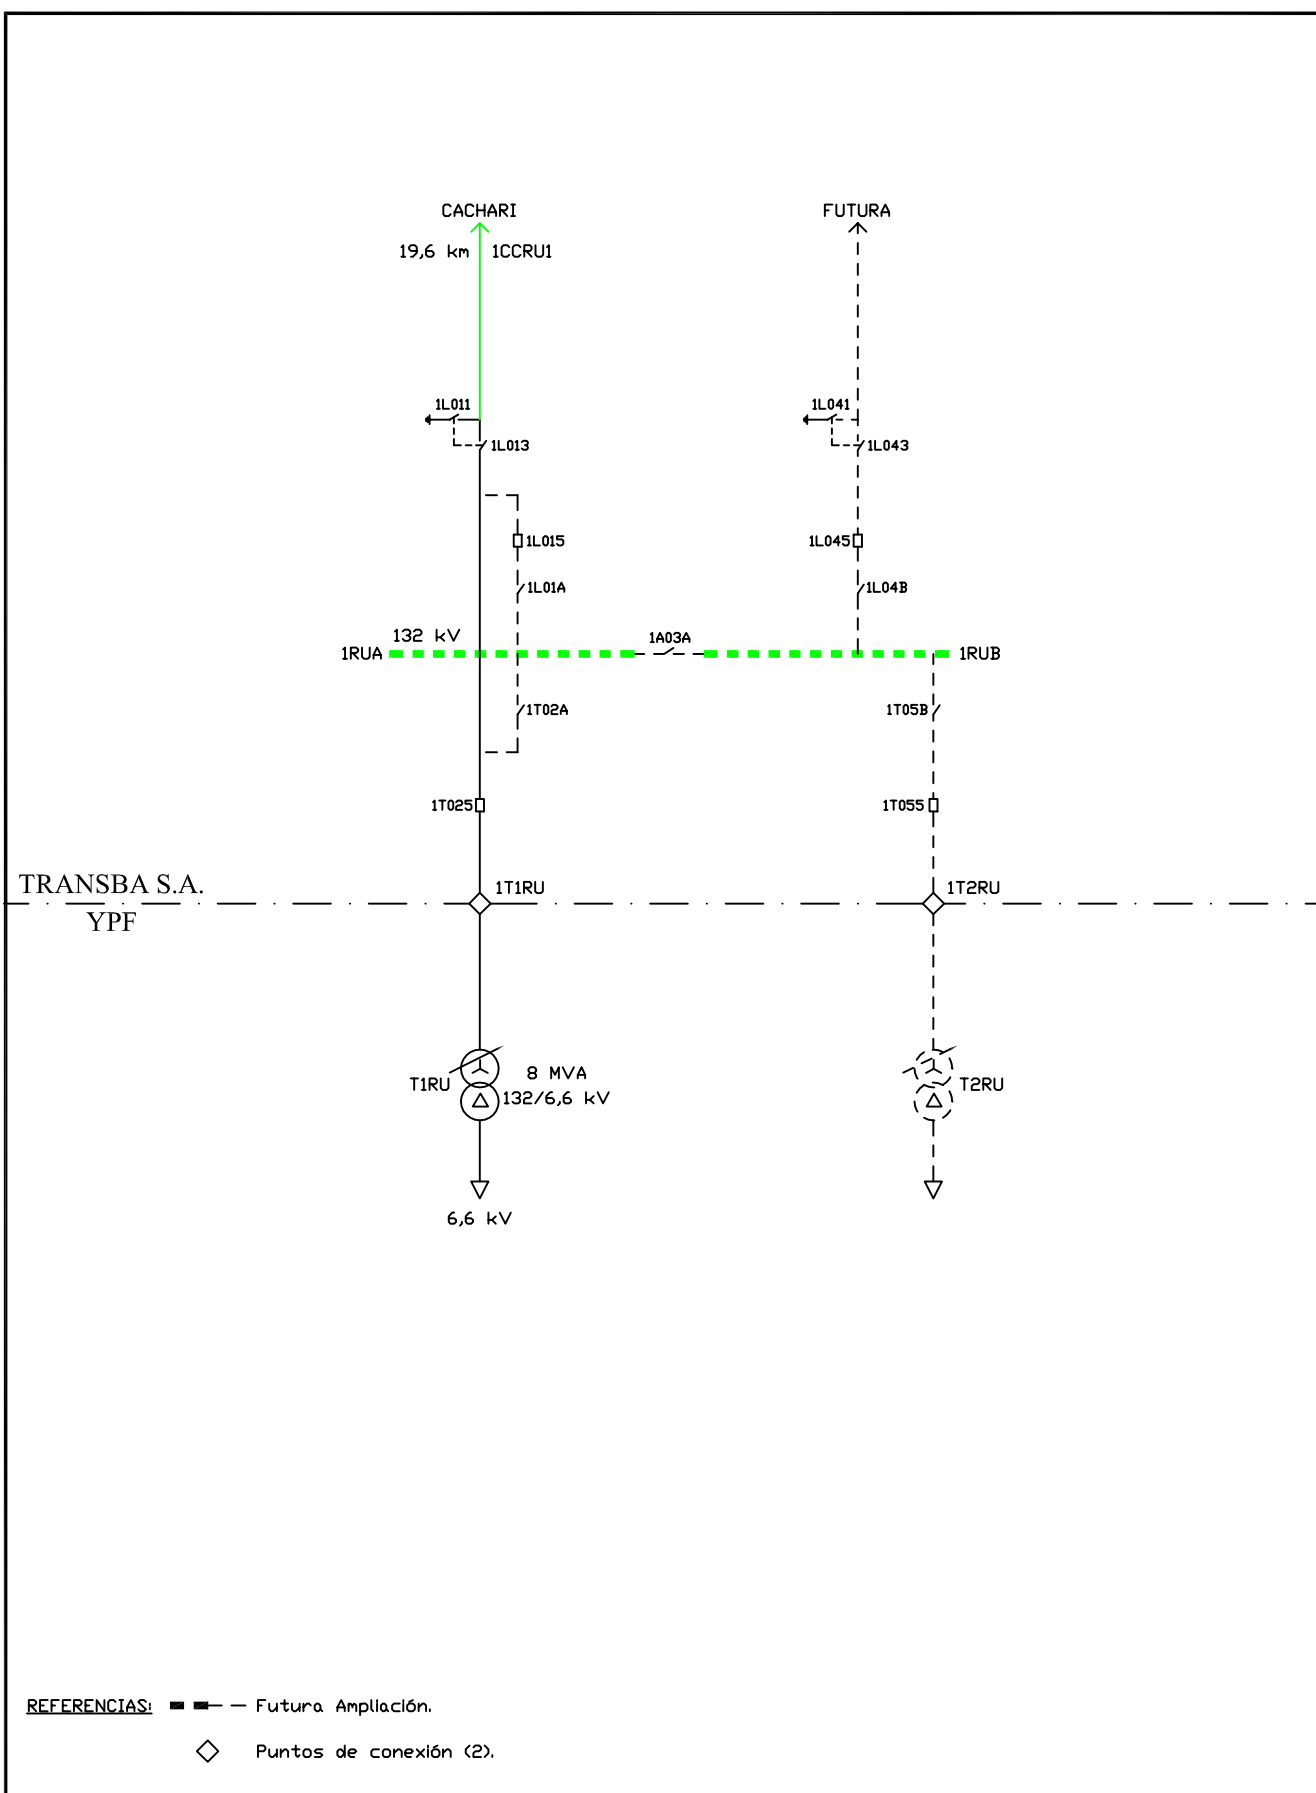 CACHARI
FUTURA
19,6 km
1CCRU1
1L011
1L041
1L013
1L043
1L015
1L045
1L01A
1L04B
132 kV
1A03A
1RUA
1RUB
1T02A
1T05B
1T025
1T055
TRANSBA S.A.
1T1RU
1T2RU
YPF
8 MVA
T1RU
T2RU
132/6,6 kV
6,6 kV
REFERENCIAS: Futura Ampliación.
Puntos de conexión (2).